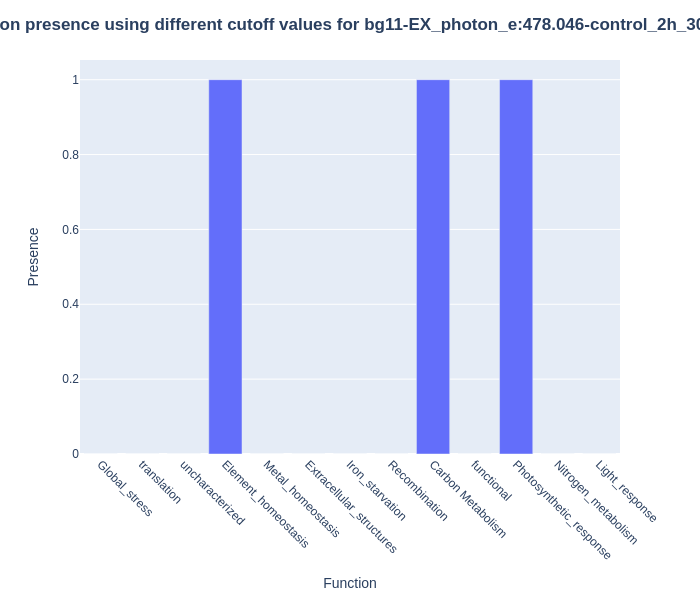 on presence using different cutoff values for bg11-EX_photon_e:478.046-control_2h_30
Presence
1
0.8
0.6
0.4
0.2
0
Global_stress
translation
uncharacterized
Element_homeostasis
Metal_homeostasis
Extracellular_structures
Iron_starvation
Recombination
Carbon Metabolism
functional
Photosynthetic_response
Nitrogen_metabolism
Light_response
Function